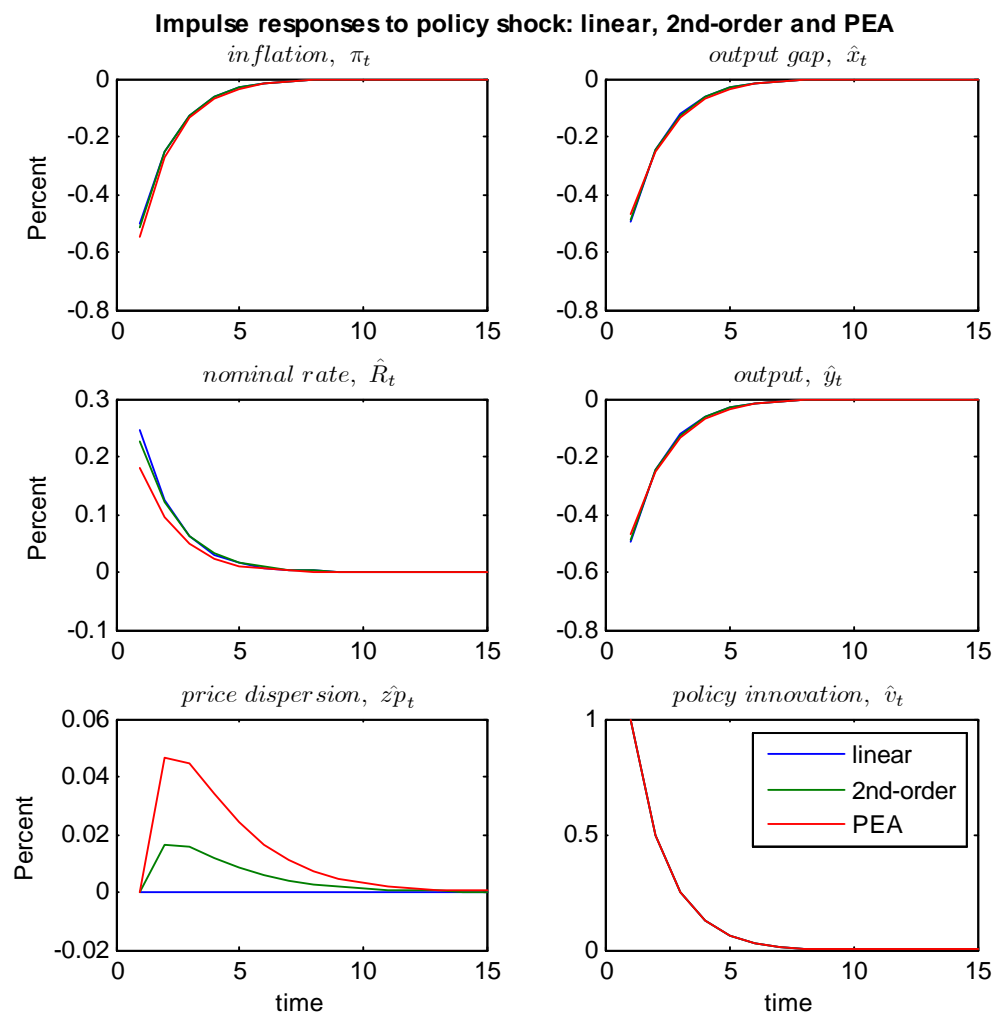 Impulse responses to policy shock: linear, 2nd-order and PEA
inflation, π_t
Percent
0
-0.2
-0.4
-0.6
-0.8
0 5 10 15
output gap, x̂_t
0
-0.2
-0.4
-0.6
-0.8
0 5 10 15
nominal rate, R̂_t
Percent
0.3
0.2
0.1
0
-0.1
0 5 10 15
output, ŷ_t
0
-0.2
-0.4
-0.6
-0.8
0 5 10 15
price dispersion, ẑp_t
Percent
0.06
0.04
0.02
0
-0.02
0 5 10 15
time
policy innovation, v̂_t
1
0.5
0
linear
2nd-order
PEA
0 5 10 15
time